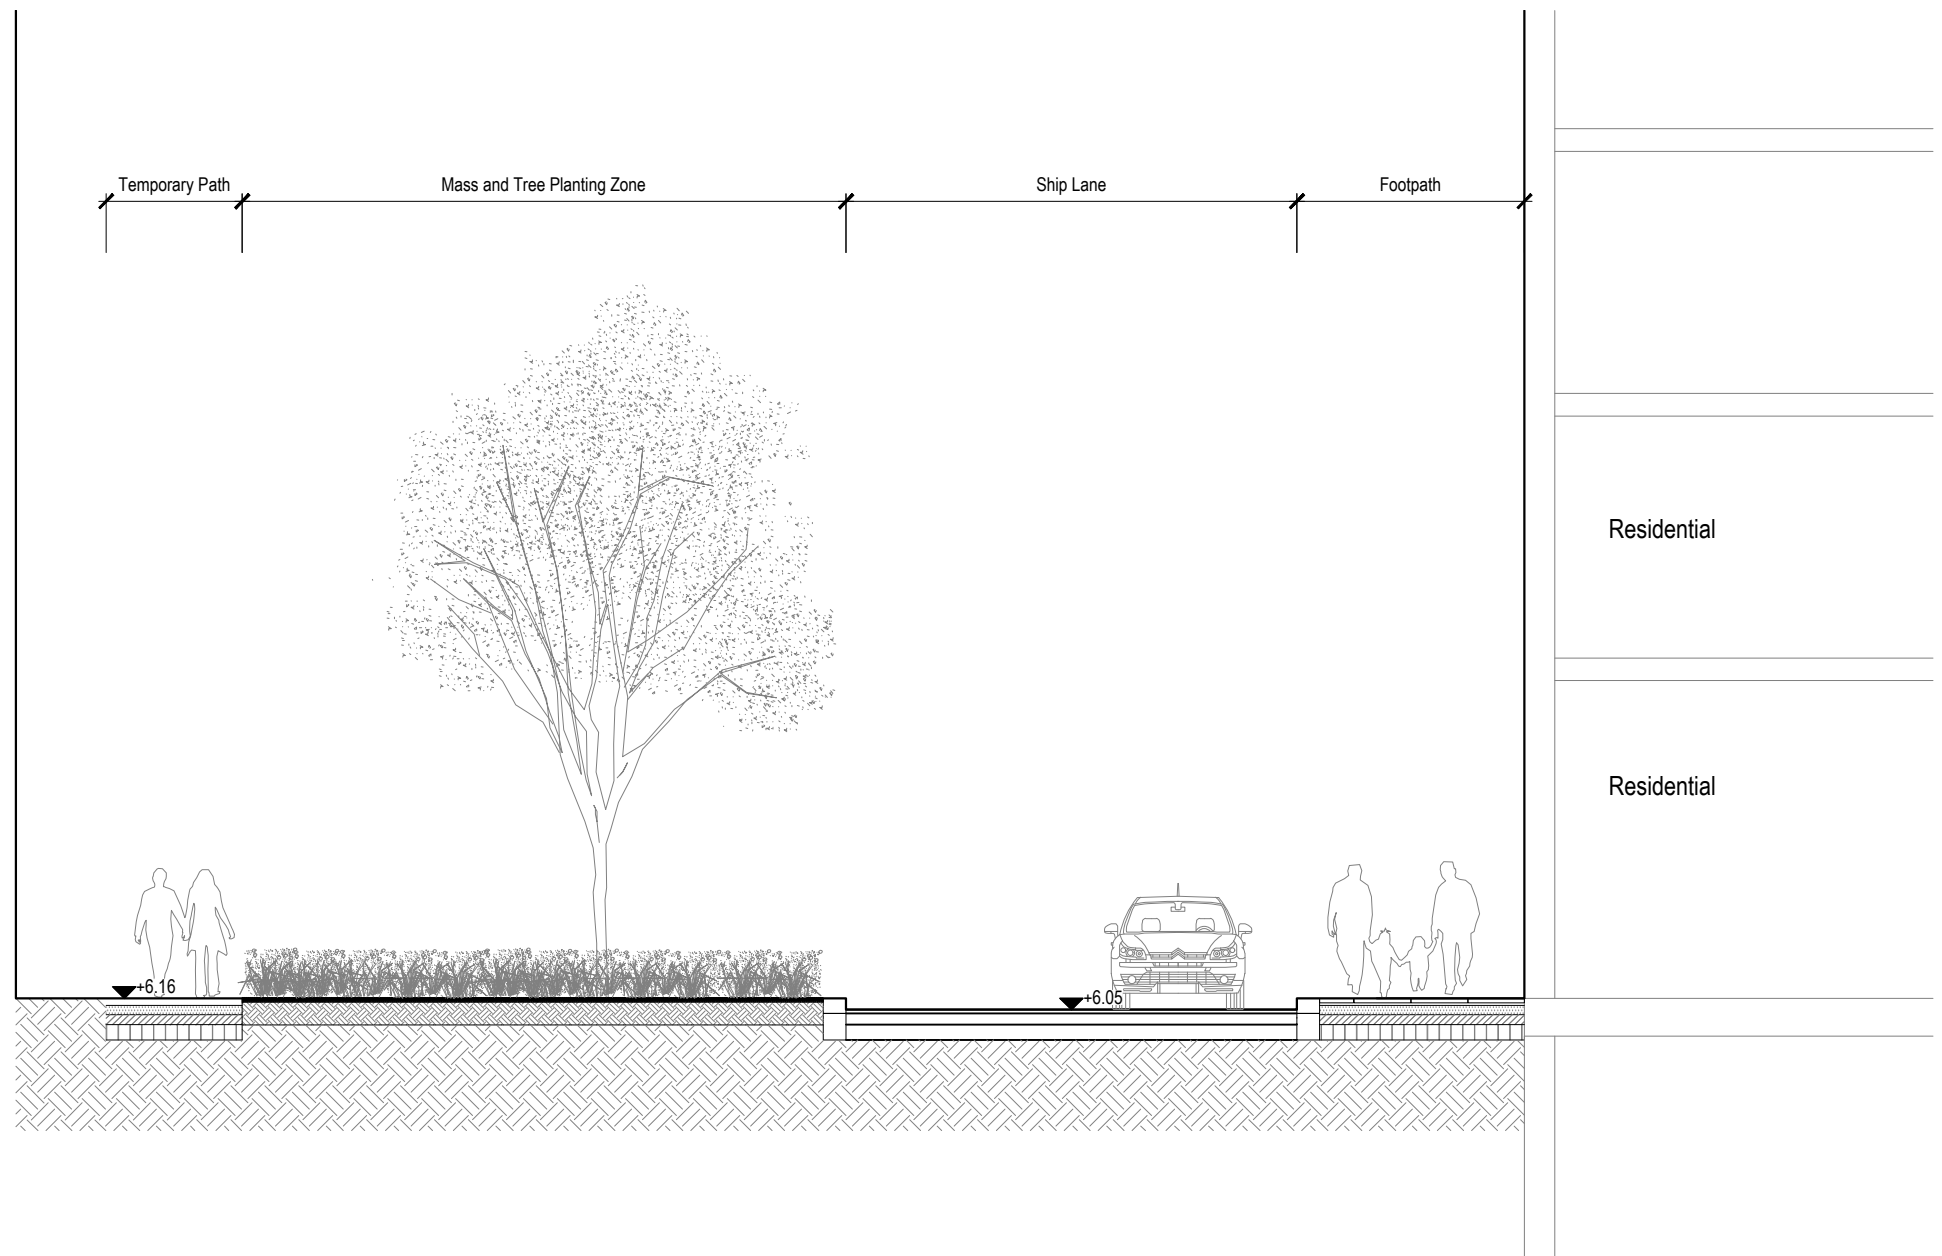 Temporary Path
Mass and Tree Planting Zone
Ship Lane
Footpath
Residential
Residential
+6.16
+6.05